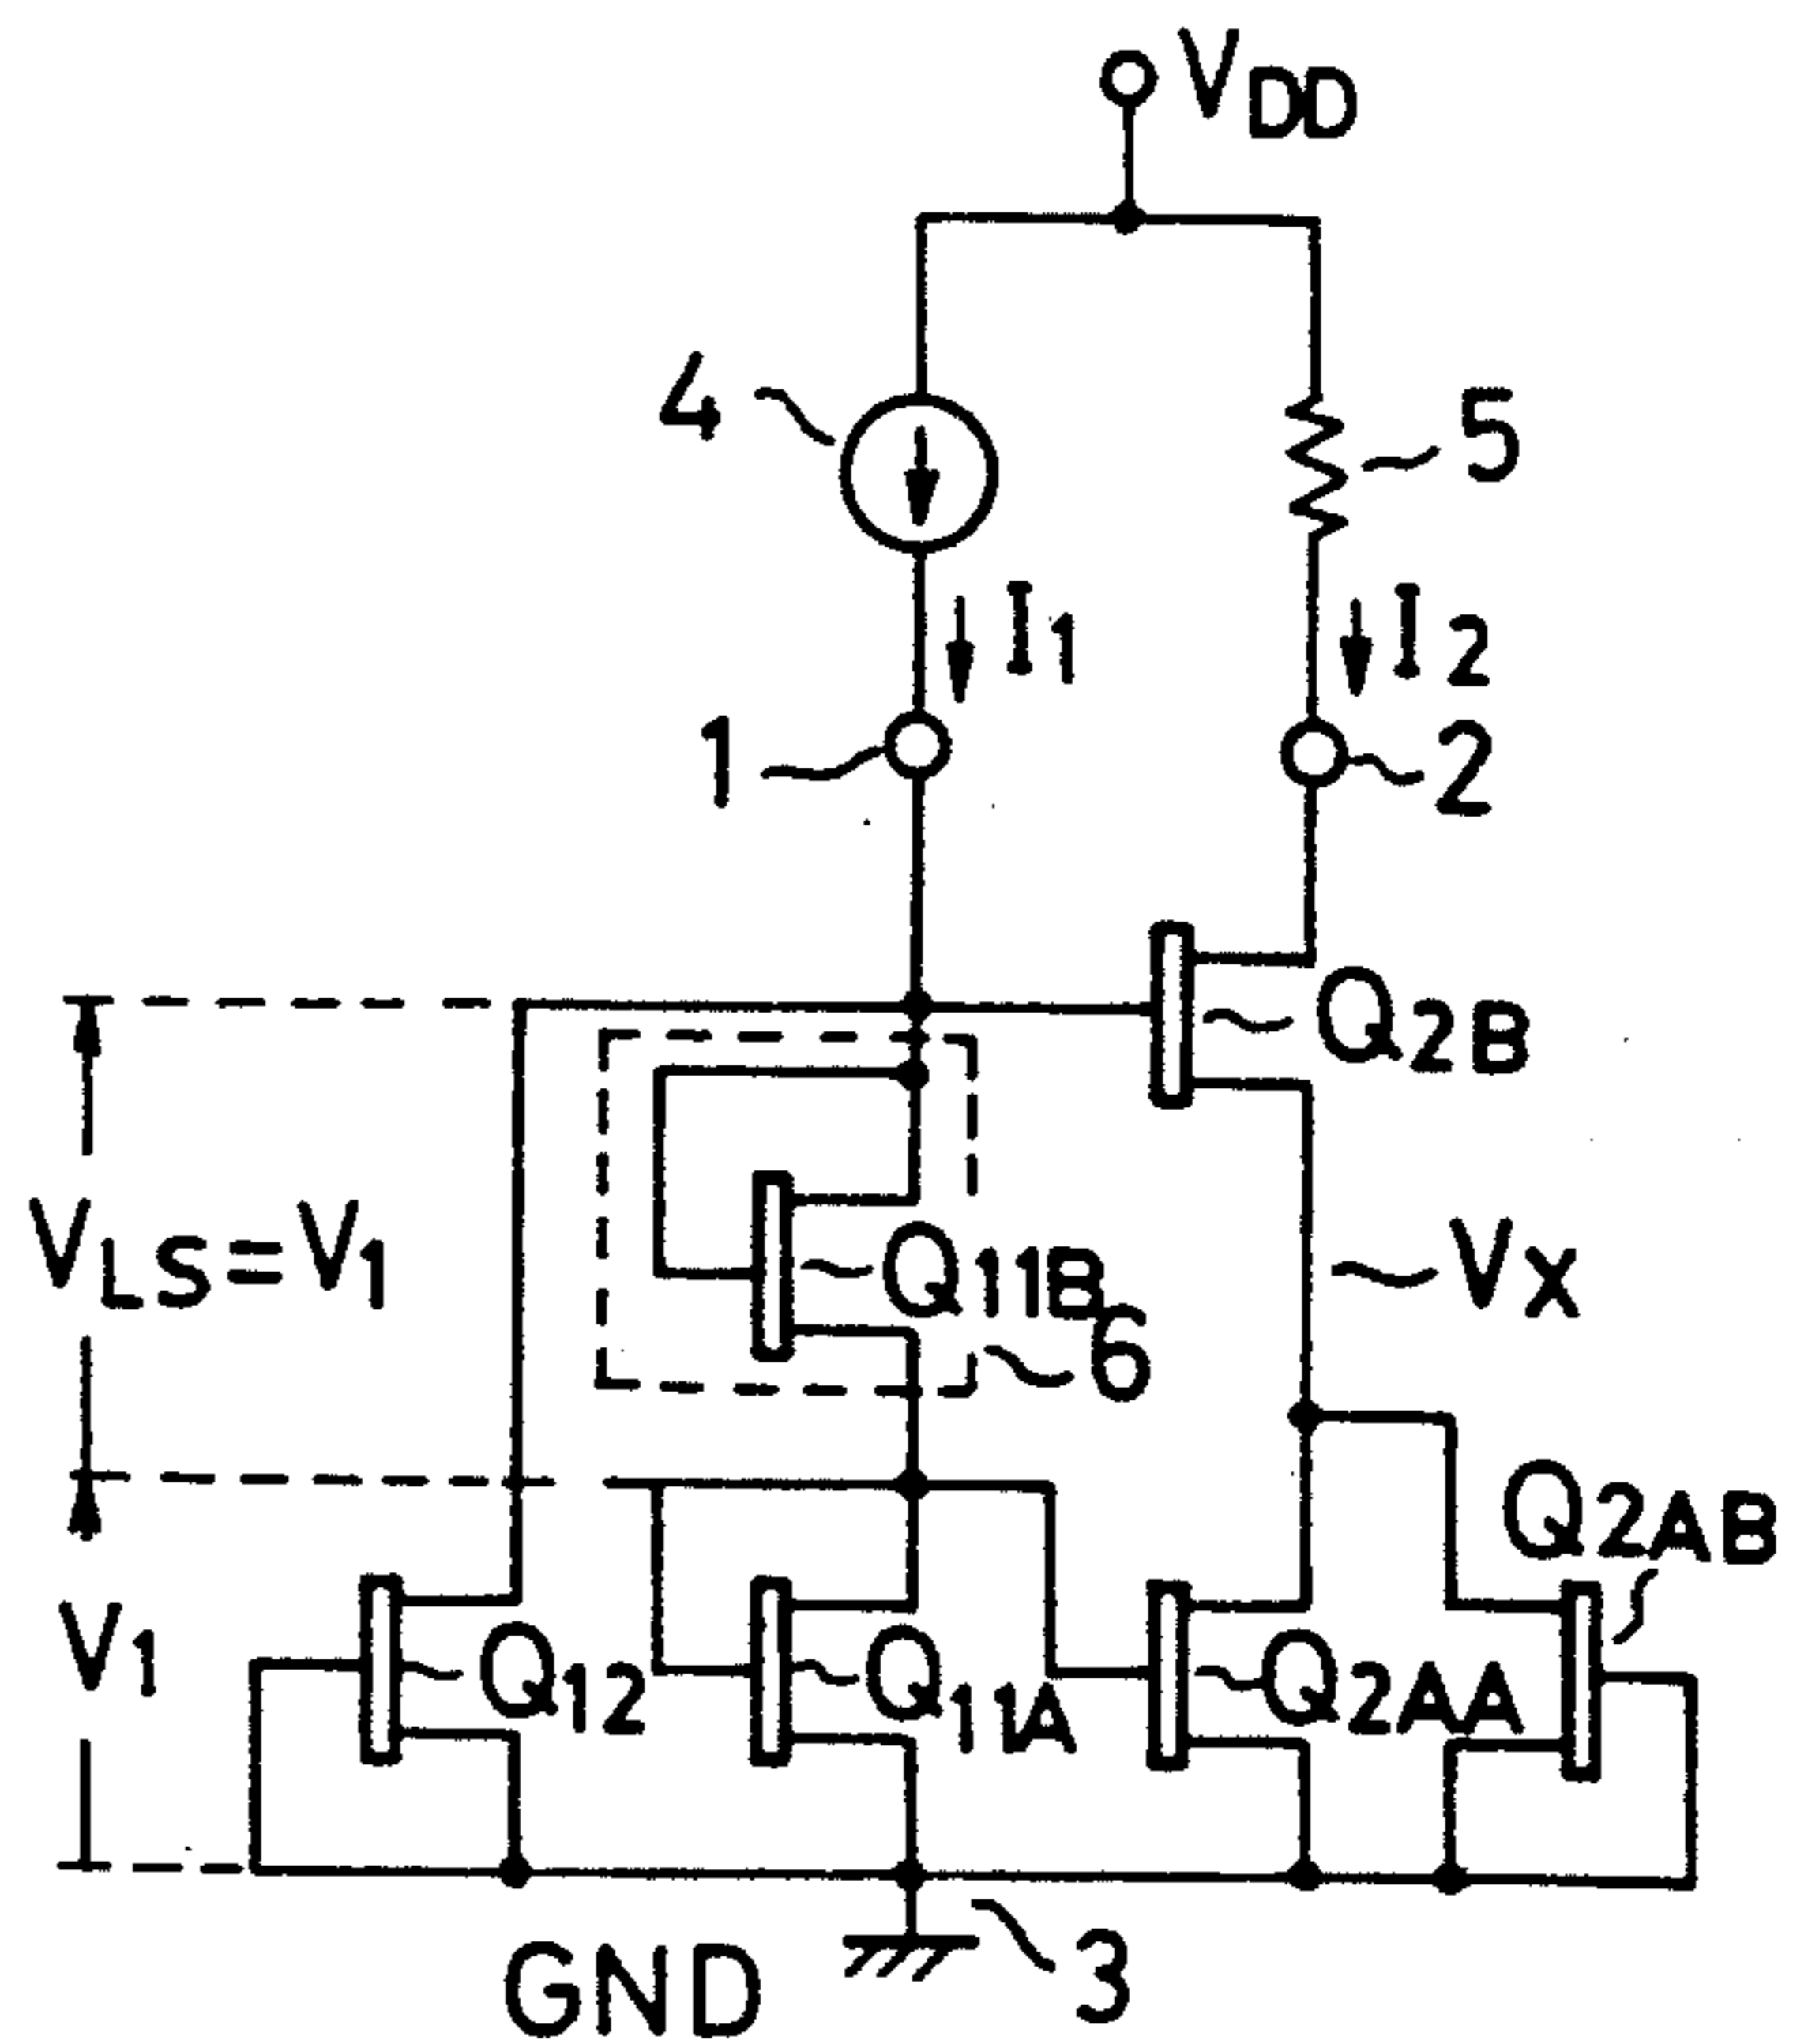 VDD
4
5
I1
I2
1
2
Q2B
VLS=V1
Q11B
VX
6
Q2AB
V1
Q12
Q11A
Q2AA
GND
3